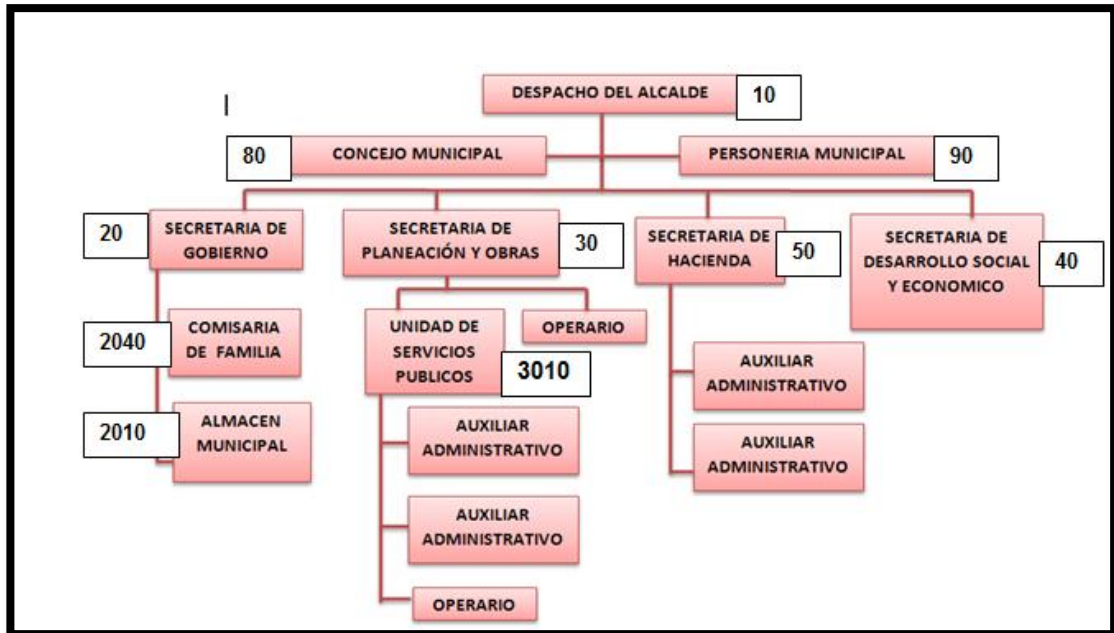 DESPACHO DEL ALCALDE
10
80
CONCEJO MUNICIPAL
PERSONERIA MUNICIPAL
90
20
SECRETARIA DE
GOBIERNO
SECRETARIA DE
PLANEACIÓN Y OBRAS
30
SECRETARIA DE
HACIENDA
50
SECRETARIA DE
DESARROLLO SOCIAL
Y ECONOMICO
40
2040
COMISARIA
DE FAMILIA
2010
ALMACEN
MUNICIPAL
UNIDAD DE
SERVICIOS
PUBLICOS
3010
OPERARIO
AUXILIAR
ADMINISTRATIVO
AUXILIAR
ADMINISTRATIVO
OPERARIO
AUXILIAR
ADMINISTRATIVO
AUXILIAR
ADMINISTRATIVO